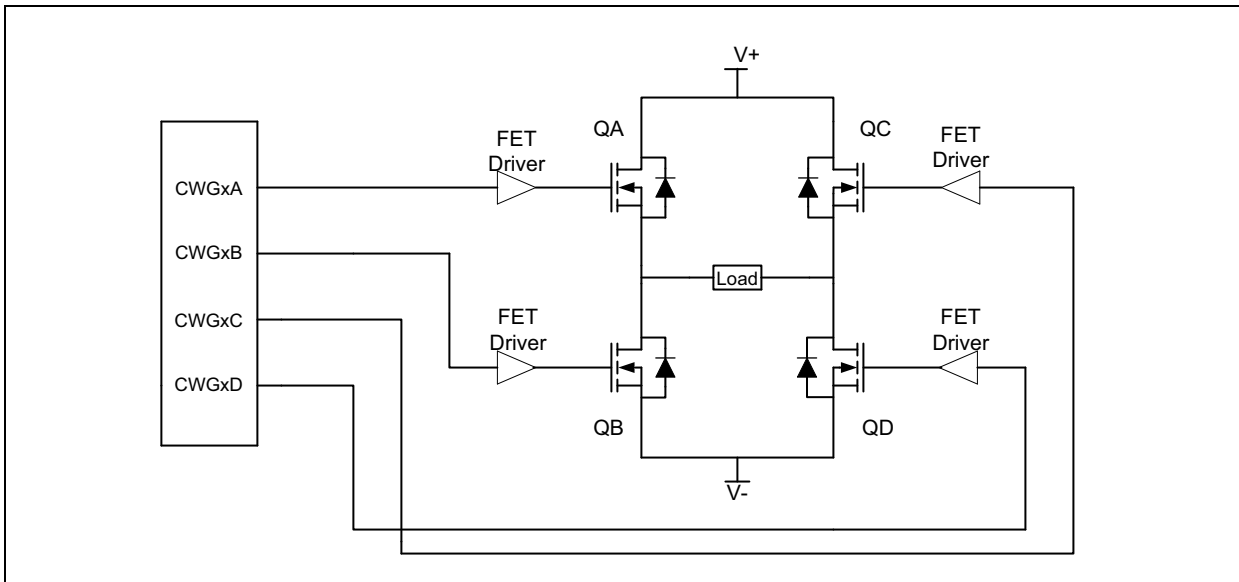 V+
QA
QC
FET
Driver
FET
Driver
CWGxA
CWGxB
CWGxC
CWGxD
Load
FET
Driver
FET
Driver
QB
QD
V-